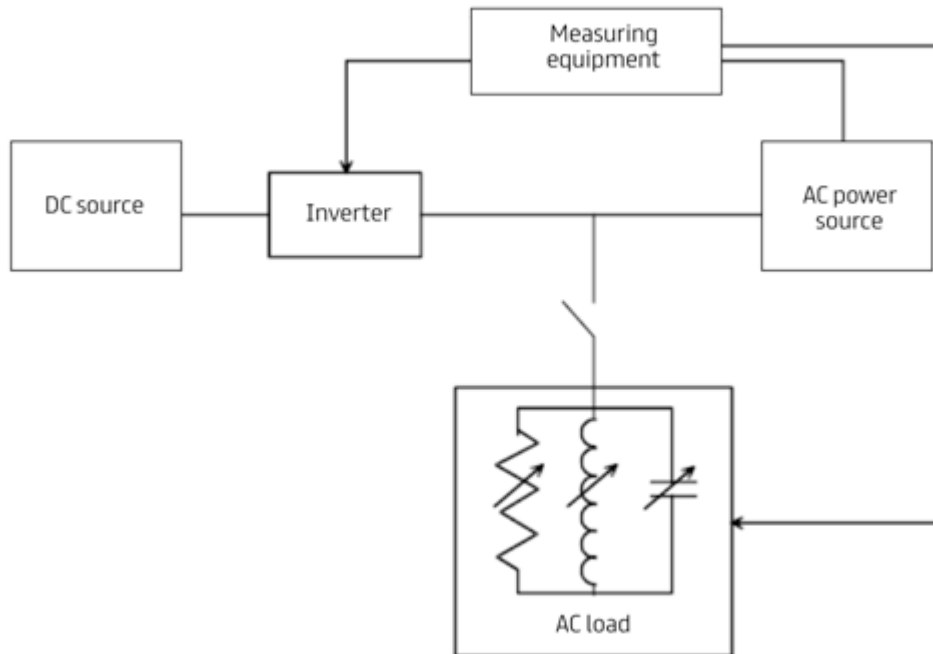 Measuring
equipment
DC source
Inverter
AC power
source
AC load